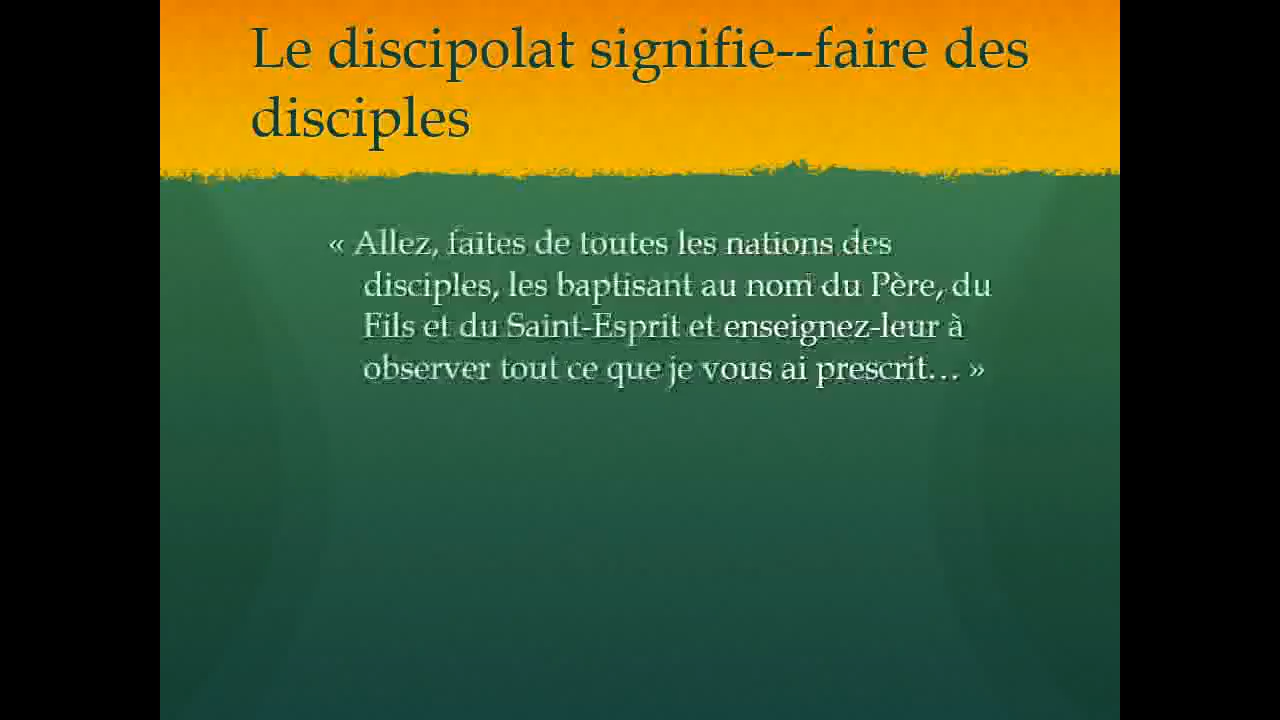 Le discipolat signifie--faire des
disciples
« Allez, faites de toutes les nations des
disciples, les baptisant au nom du Père, du
Fils et du Saint-Esprit et enseignez-leur à
observer tout ce que je vous ai prescrit… »